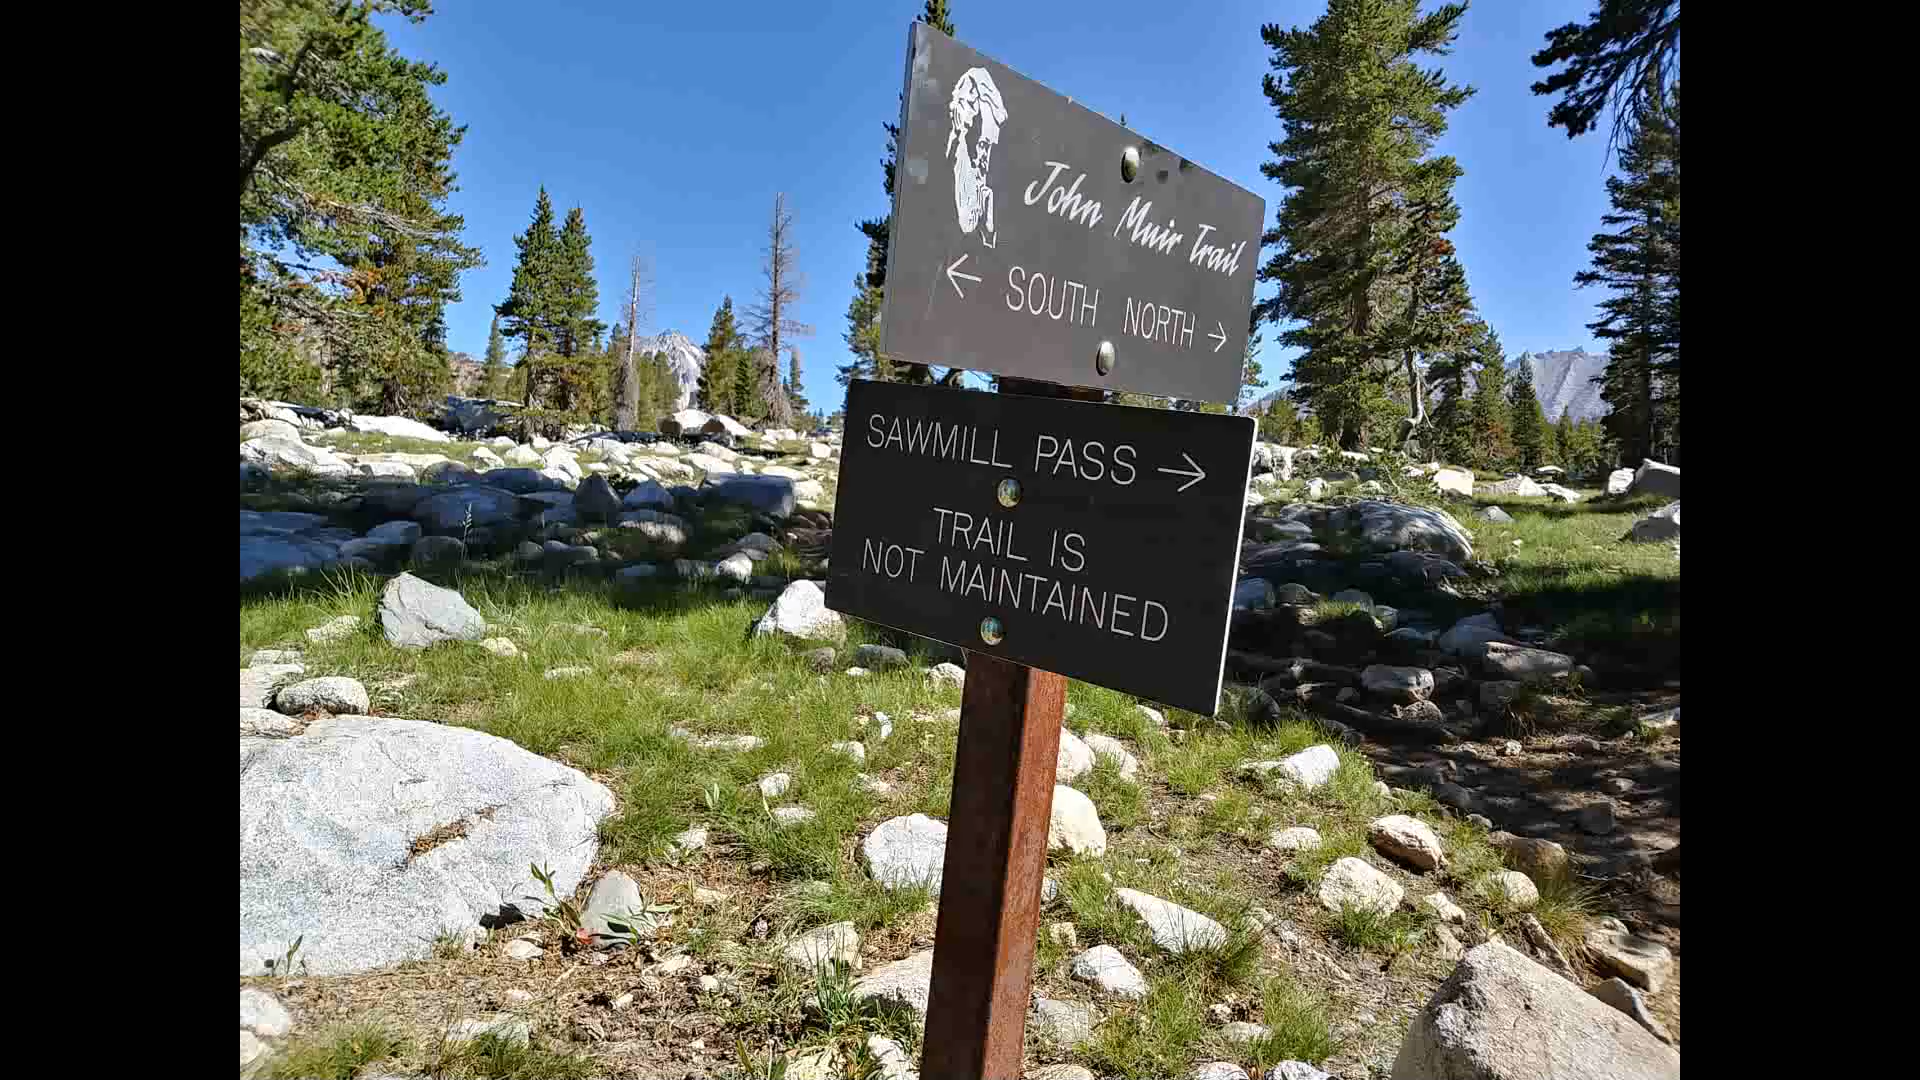 John Muir Trail
← SOUTH NORTH →
SAWMILL PASS →
TRAIL IS
NOT MAINTAINED